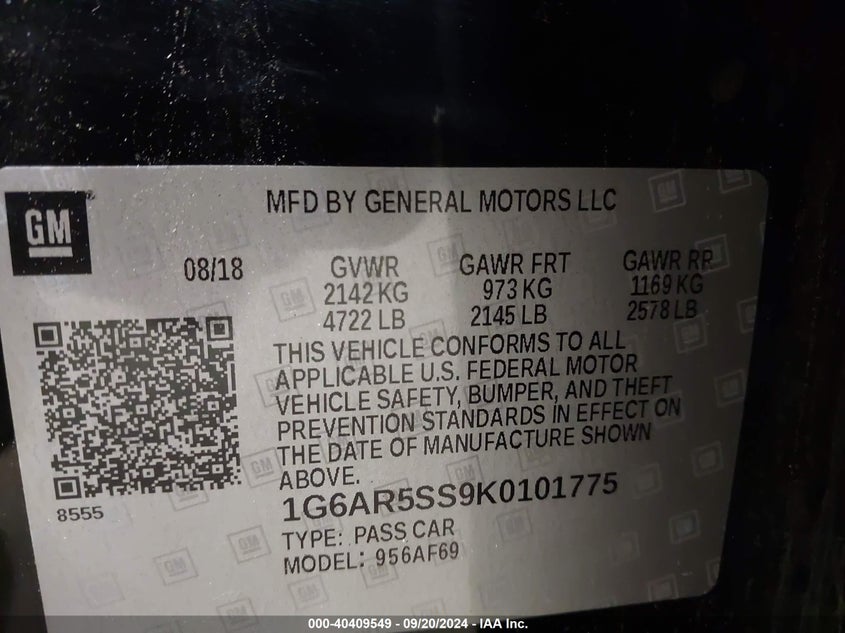 GM
MFD BY GENERAL MOTORS LLC
08/18
GVWR
2142 KG
4722 LB
GAWR FRT
973 KG
2145 LB
GAWR RR
1169 KG
2578 LB
THIS VEHICLE CONFORMS TO ALL
APPLICABLE U.S. FEDERAL MOTOR
VEHICLE SAFETY, BUMPER, AND THEFT
PREVENTION STANDARDS IN EFFECT ON
THE DATE OF MANUFACTURE SHOWN
ABOVE.
8555
1G6AR5SS9K0101775
TYPE: PASS CAR
MODEL: 956AF69
000-40409549 - 09/20/2024 - IAA Inc.